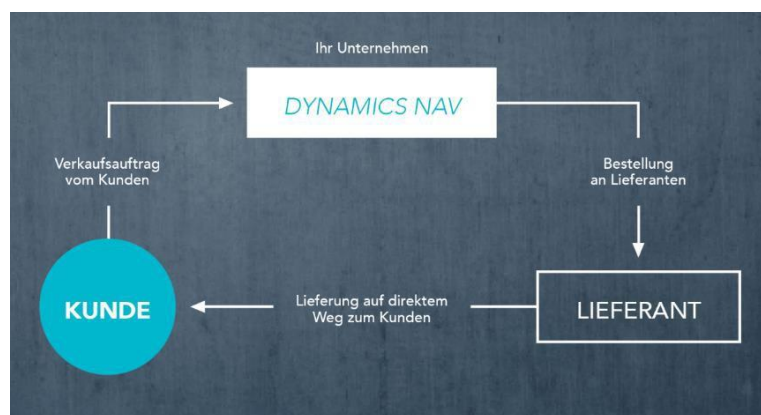 Ihr Unternehmen
DYNAMICS NAV
Verkaufsauftrag
vom Kunden
Bestellung
an Lieferanten
KUNDE
Lieferung auf direktem
Weg zum Kunden
LIEFERANT